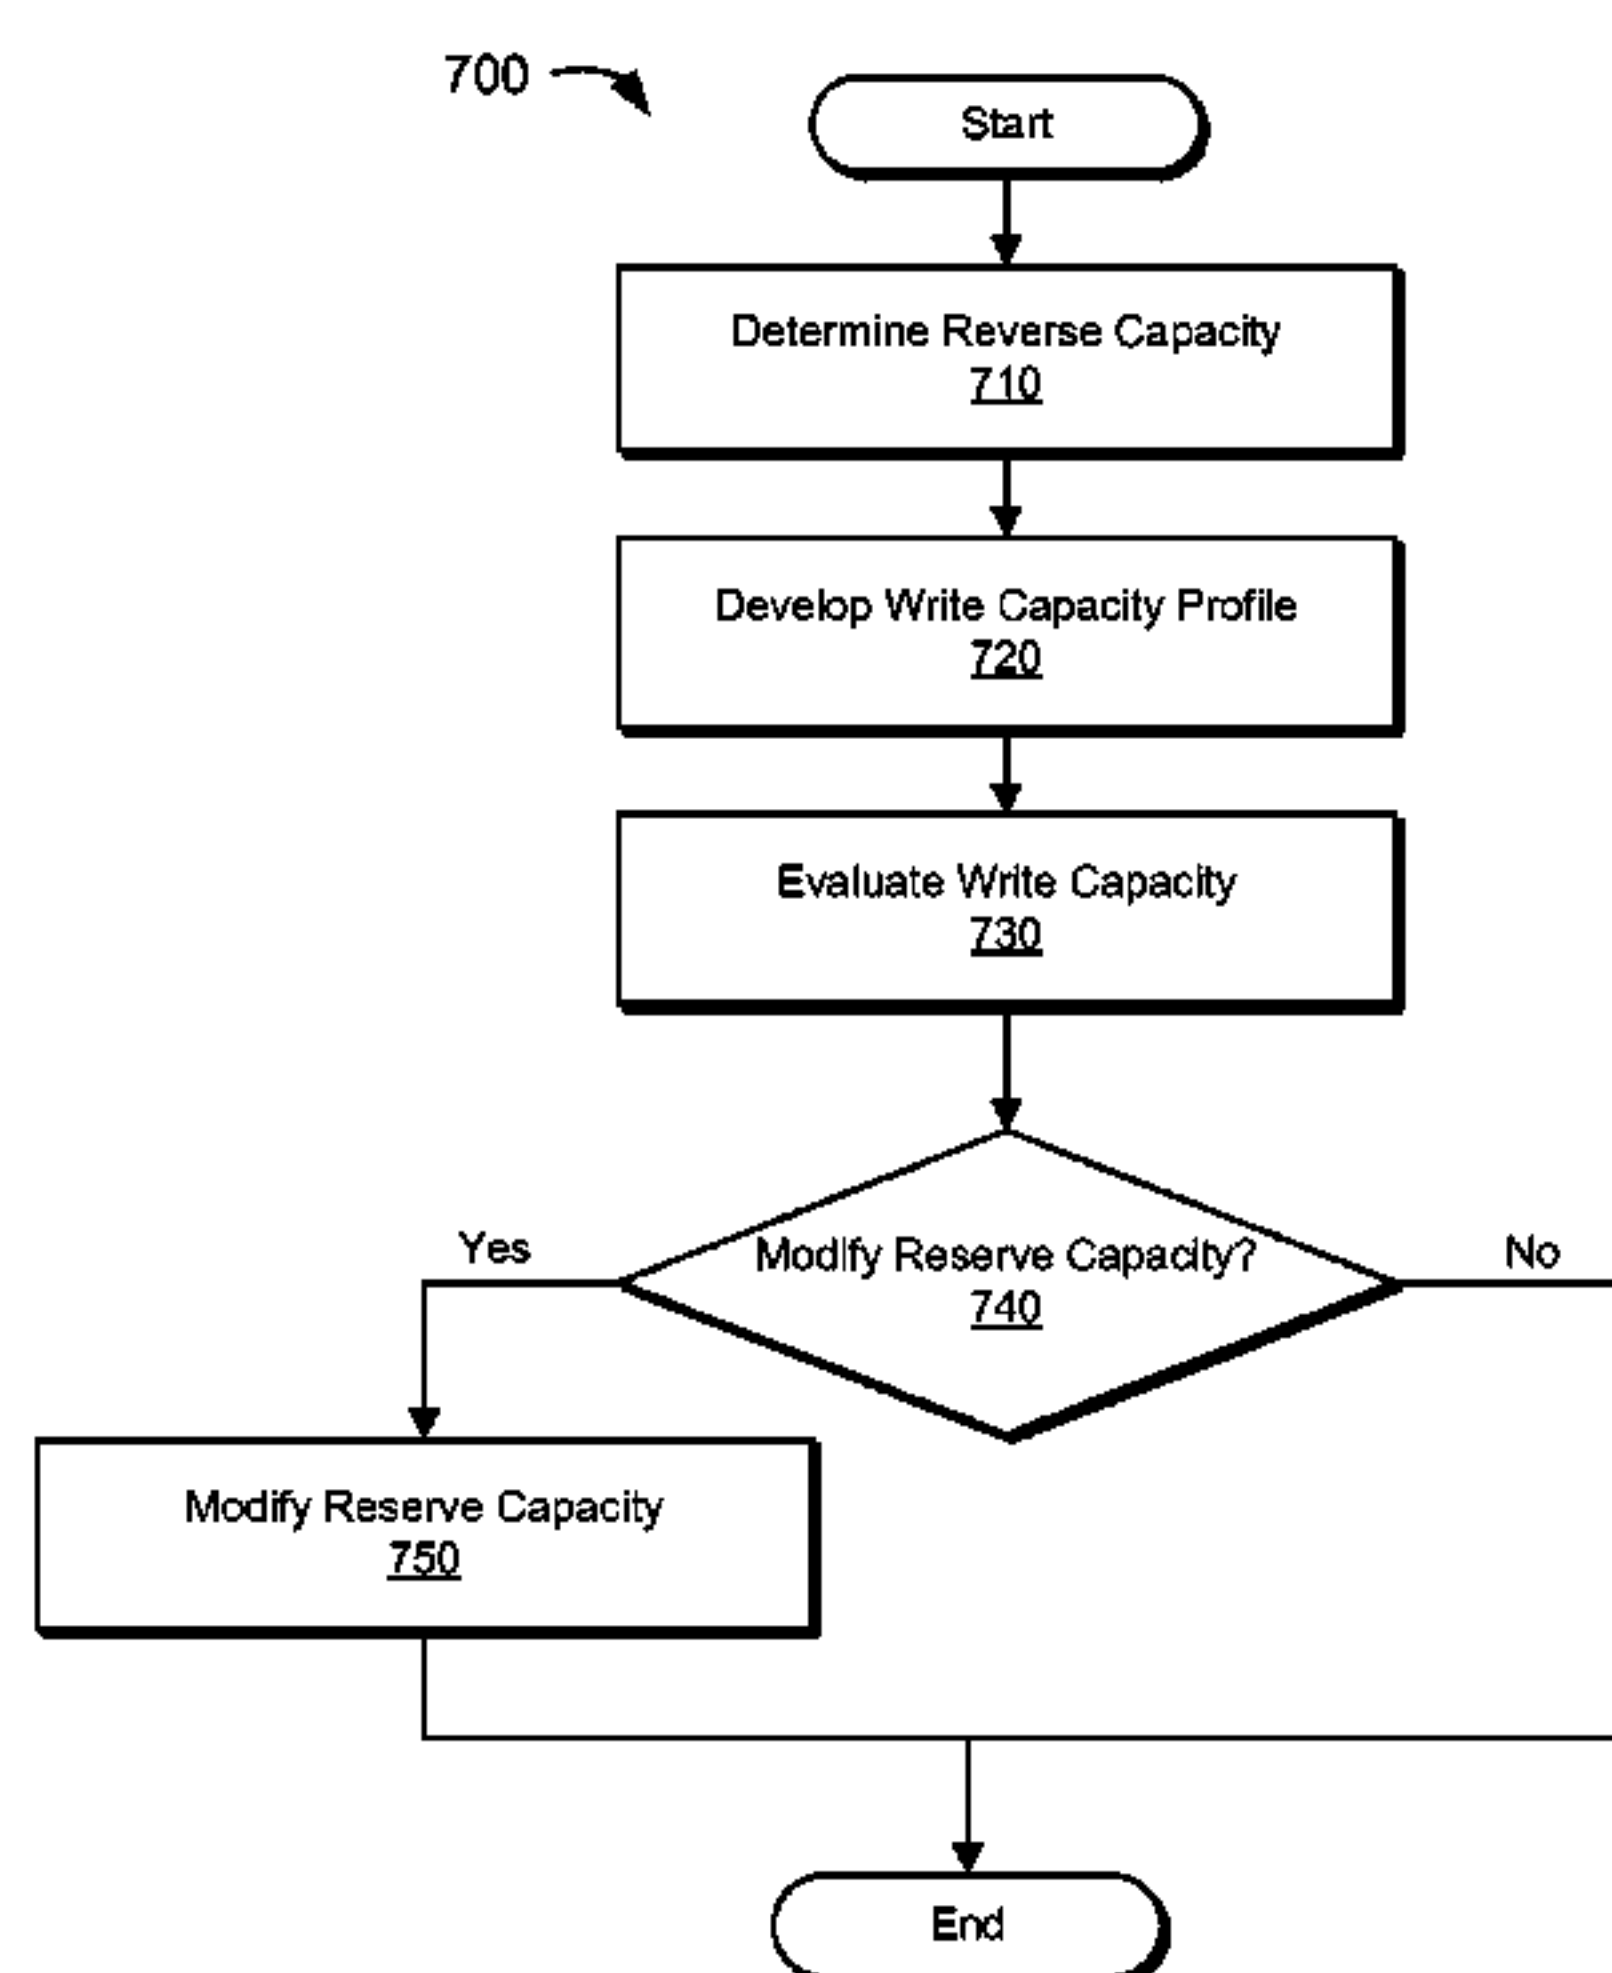 700
Start
Determine Reverse Capacity
710
Develop Write Capacity Profile
720
Evaluate Write Capacity
730
Yes
Modify Reserve Capacity?
740
No
Modify Reserve Capacity
750
End